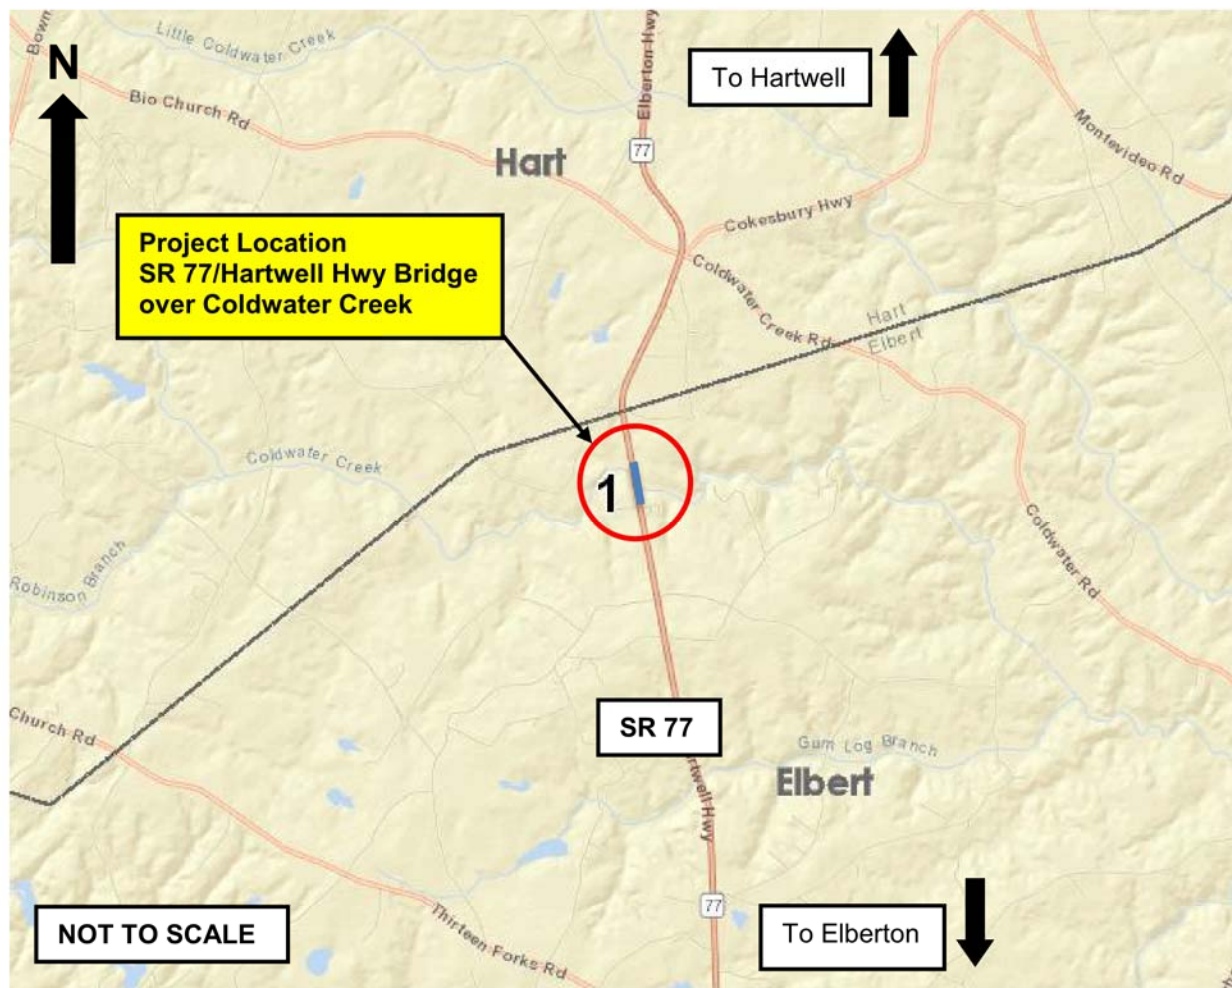 Little Coldwater Creek
N
Bio Church Rd
Elberton Hwy
77
To Hartwell
Montevideo Rd
Hart
Cokesbury Hwy
Project Location
SR 77/Hartwell Hwy Bridge
over Coldwater Creek
Coldwater Creek Rd
Hart
Elbert
Coldwater Creek
1
Robinson Branch
Coldwater Rd
Church Rd
SR 77
Gum Log Branch
Elbert
rtwell Hwy
77
Thirteen Forks Rd
NOT TO SCALE
To Elberton